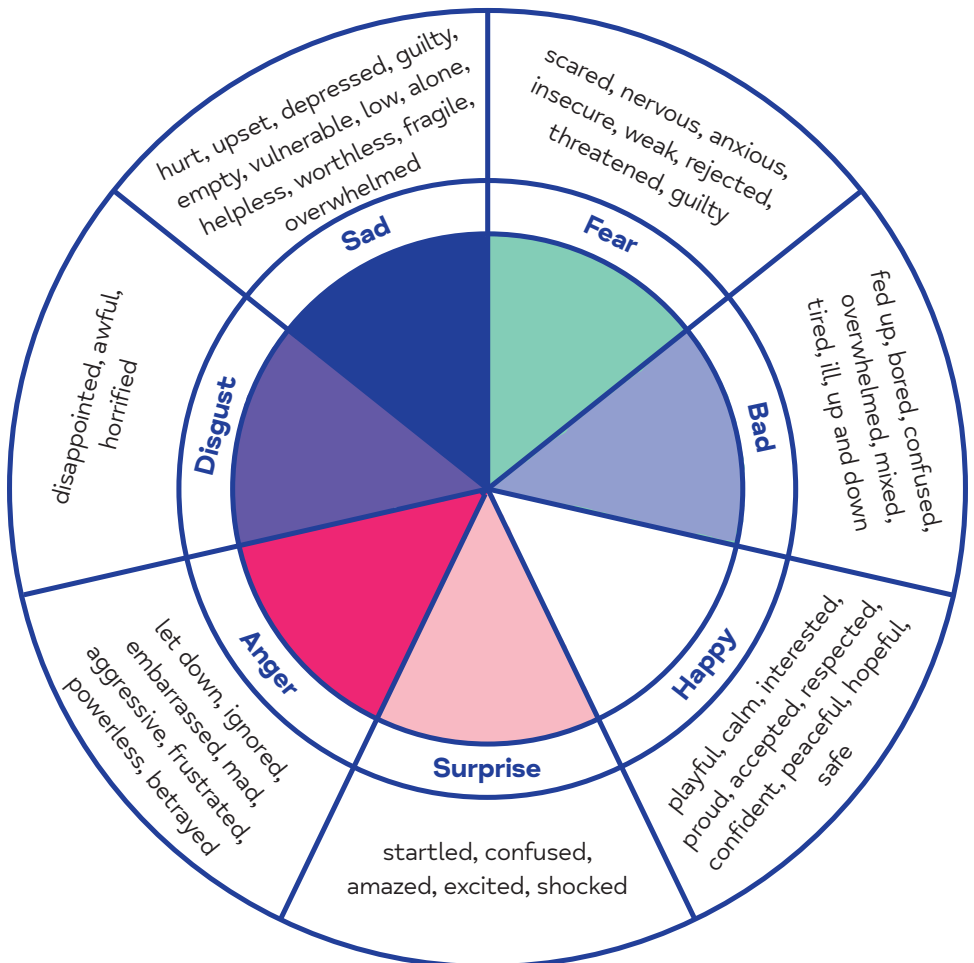 hurt, upset, depressed, guilty,
empty, vulnerable, low, alone,
helpless, worthless, fragile,
overwhelmed
Sad
scared, nervous, anxious,
insecure, weak, rejected,
threatened, guilty
Fear
fed up, bored, confused,
overwhelmed, mixed,
tired, ill, up and down
Bad
playful, calm, interested,
proud, accepted, respected,
confident, peaceful, hopeful,
safe
Happy
Surprise
startled, confused,
amazed, excited, shocked
Anger
let down, ignored,
embarrassed, mad,
aggressive, frustrated,
powerless, betrayed
Disgust
disappointed, awful,
horrified